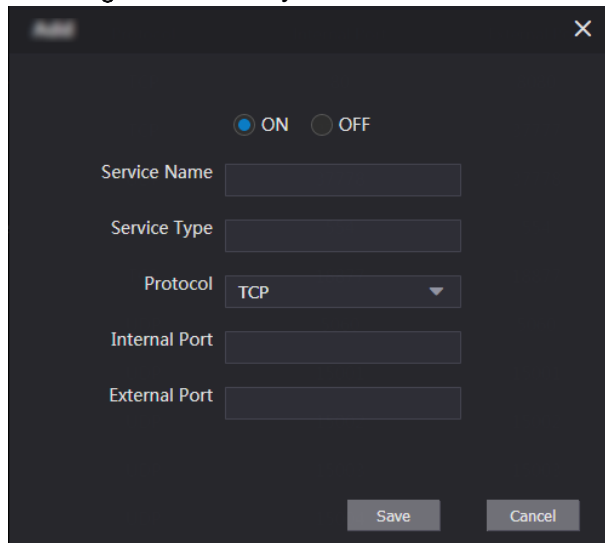 ON OFF
Service Name
Service Type
Protocol TCP
Internal Port
External Port
Save Cancel